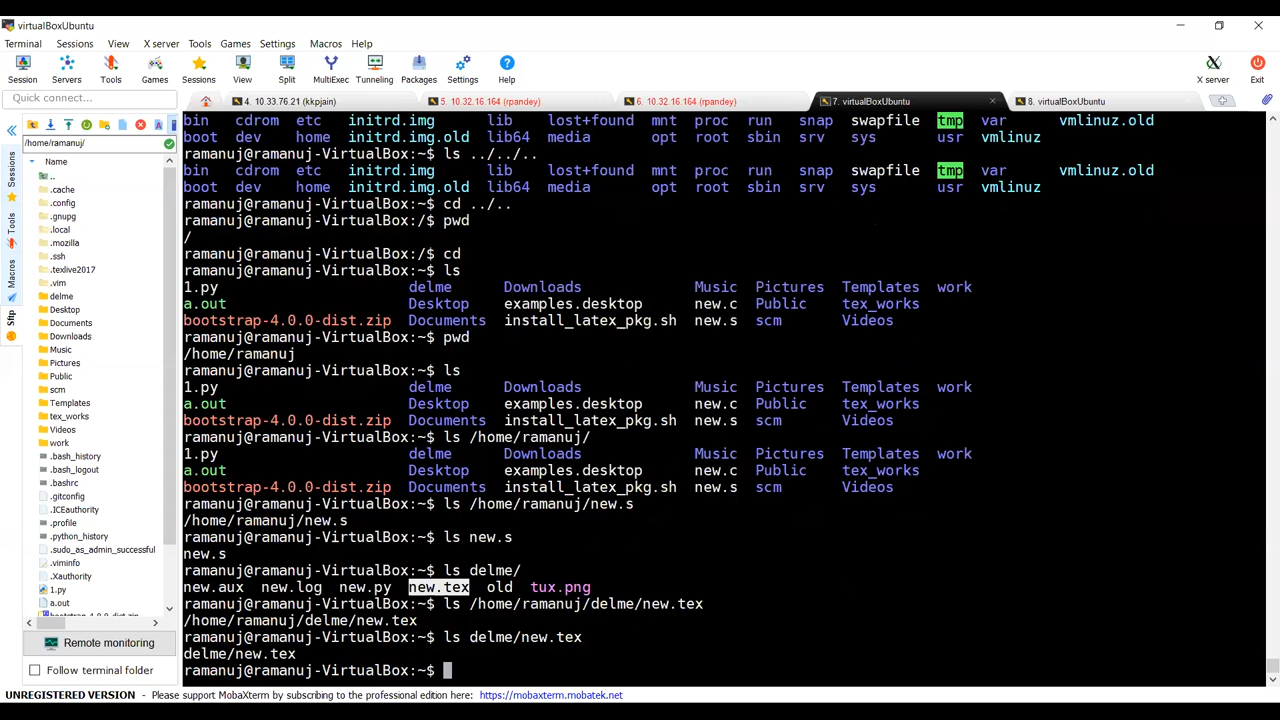 virtualBoxUbuntu
Terminal Sessions View X server Tools Games Settings Macros Help
Session Servers Tools Games Sessions View Split MultiExec Tunneling Packages Settings Help X server Exit
Quick connect...
4. 10.33.76.21 (kkpjain) 5. 10.32.16.164 (rpandey) 6. 10.32.16.164 (rpandey) 7. virtualBoxUbuntu 8. virtualBoxUbuntu
/home/ramanuj/
Name
..
.cache
.config
.gnupg
.local
.mozilla
.ssh
.texlive2017
.vim
delme
Desktop
Documents
Downloads
Music
Pictures
Public
scm
Templates
tex_works
Videos
work
.bash_history
.bash_logout
.bashrc
.gitconfig
.ICEauthority
.profile
.python_history
.sudo_as_admin_successful
.viminfo
.Xauthority
1.py
a.out
bootstrap-4.0.0-dist.zip
Sessions
Tools
Macros
Sftp
Remote monitoring
Follow terminal folder
bin cdrom etc initrd.img lib lost+found mnt proc run snap swapfile tmp var vmlinuz.old
boot dev home initrd.img.old lib64 media opt root sbin srv sys usr vmlinuz
ramanuj@ramanuj-VirtualBox:~$ ls ../../..
bin cdrom etc initrd.img lib lost+found mnt proc run snap swapfile tmp var vmlinuz.old
boot dev home initrd.img.old lib64 media opt root sbin srv sys usr vmlinuz
ramanuj@ramanuj-VirtualBox:~$ cd ../..
ramanuj@ramanuj-VirtualBox:/$ pwd
/
ramanuj@ramanuj-VirtualBox:/$ cd
ramanuj@ramanuj-VirtualBox:~$ ls
1.py delme Downloads Music Pictures Templates work
a.out Desktop examples.desktop new.c Public tex_works
bootstrap-4.0.0-dist.zip Documents install_latex_pkg.sh new.s scm Videos
ramanuj@ramanuj-VirtualBox:~$ pwd
/home/ramanuj
ramanuj@ramanuj-VirtualBox:~$ ls
1.py delme Downloads Music Pictures Templates work
a.out Desktop examples.desktop new.c Public tex_works
bootstrap-4.0.0-dist.zip Documents install_latex_pkg.sh new.s scm Videos
ramanuj@ramanuj-VirtualBox:~$ ls /home/ramanuj/
1.py delme Downloads Music Pictures Templates work
a.out Desktop examples.desktop new.c Public tex_works
bootstrap-4.0.0-dist.zip Documents install_latex_pkg.sh new.s scm Videos
ramanuj@ramanuj-VirtualBox:~$ ls /home/ramanuj/new.s
/home/ramanuj/new.s
ramanuj@ramanuj-VirtualBox:~$ ls new.s
new.s
ramanuj@ramanuj-VirtualBox:~$ ls delme/
new.aux new.log new.py new.tex old tux.png
ramanuj@ramanuj-VirtualBox:~$ ls /home/ramanuj/delme/new.tex
/home/ramanuj/delme/new.tex
ramanuj@ramanuj-VirtualBox:~$ ls delme/new.tex
delme/new.tex
ramanuj@ramanuj-VirtualBox:~$
UNREGISTERED VERSION - Please support MobaXterm by subscribing to the professional edition here: https://mobaxterm.mobatek.net